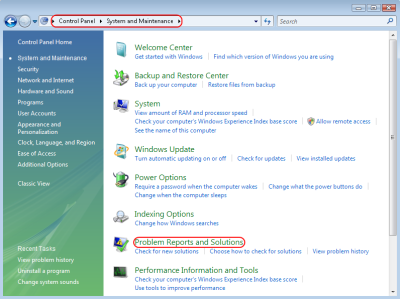 Control Panel ▸ System and Maintenance ▸
Search
Control Panel Home
System and Maintenance
Security
Network and Internet
Hardware and Sound
Programs
User Accounts
Appearance and
Personalization
Clock, Language, and Region
Ease of Access
Additional Options
Classic View
Recent Tasks
View problem history
Uninstall a program
Change system sounds
Welcome Center
Get started with Windows
Find which version of Windows you are using
Backup and Restore Center
Back up your computer
Restore files from backup
System
View amount of RAM and processor speed
Check your computer's Windows Experience Index base score
Allow remote access
See the name of this computer
Windows Update
Turn automatic updating on or off
Check for updates
View installed updates
Power Options
Require a password when the computer wakes
Change what the power buttons do
Change when the computer sleeps
Indexing Options
Change how Windows searches
Problem Reports and Solutions
Check for new solutions
Choose how to check for solutions
View problem history
Performance Information and Tools
Check your computer's Windows Experience Index base score
Use tools to improve performance